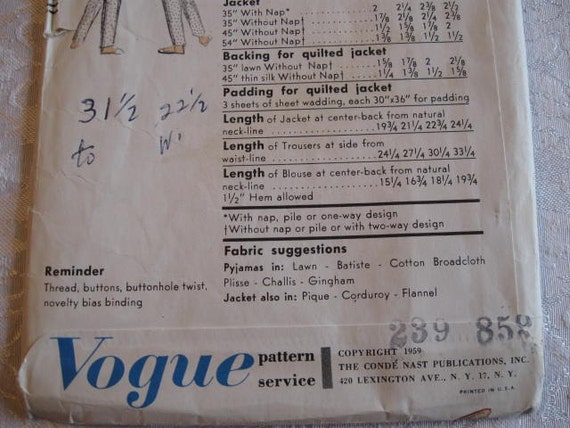 Jacket
35" With Nap* 2 2¼ 2⅜ 2½
35" Without Nap† 1⅞ 2⅛ 2¼ 2⅜
45" Without Nap† 1½ 1⅝ 1¾ 2
54" Without Nap† 1⅜ 1⅜ 1½ 1½
Backing for quilted jacket
35" lawn Without Nap† 1⅝ 1⅞ 2 2⅛
45" thin silk Without Nap† 1¼ 1⅜ 1½ 1⅝
Padding for quilted jacket
3 sheets of sheet wadding, each 30"x36" for padding
Length of Jacket at center-back from natural
neck-line 19¾ 21¼ 22¾ 24¼
Length of Trousers at side from
waist-line 24¼ 27¼ 30¼ 33¼
Length of Blouse at center-back from natural
neck-line 15¼ 16¾ 18¼ 19¾
1½" Hem allowed
*With nap, pile or one-way design
†Without nap or pile or with two-way design
Fabric suggestions
Pyjamas in: Lawn - Batiste - Cotton Broadcloth
Plisse - Challis - Gingham
Jacket also in: Pique - Corduroy - Flannel
31½ 22½
to W.
Reminder
Thread, buttons, buttonhole twist,
novelty bias binding
239 852
Vogue pattern service
COPYRIGHT 1959
THE CONDÉ NAST PUBLICATIONS, INC.
420 LEXINGTON AVE., N. Y. 17, N. Y.
PRINTED IN U.S.A.